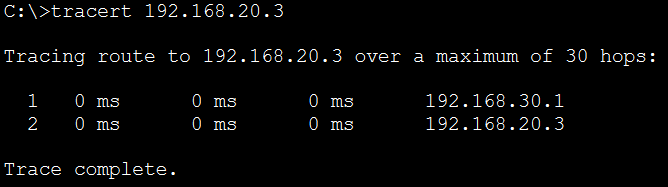 C:\>tracert 192.168.20.3
Tracing route to 192.168.20.3 over a maximum of 30 hops:
1 0 ms 0 ms 0 ms 192.168.30.1
2 0 ms 0 ms 0 ms 192.168.20.3
Trace complete.